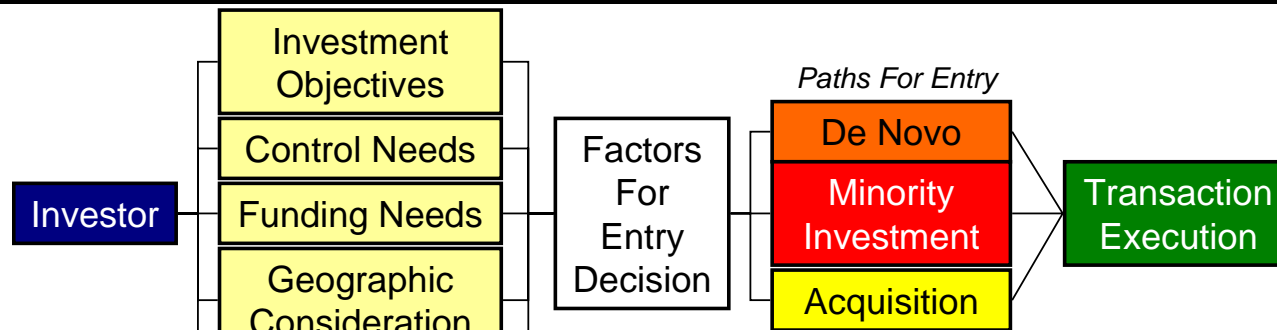 Investor
Investment
Objectives
Control Needs
Funding Needs
Geographic
Consideration
Factors
For
Entry
Decision
Paths For Entry
De Novo
Minority
Investment
Acquisition
Transaction
Execution